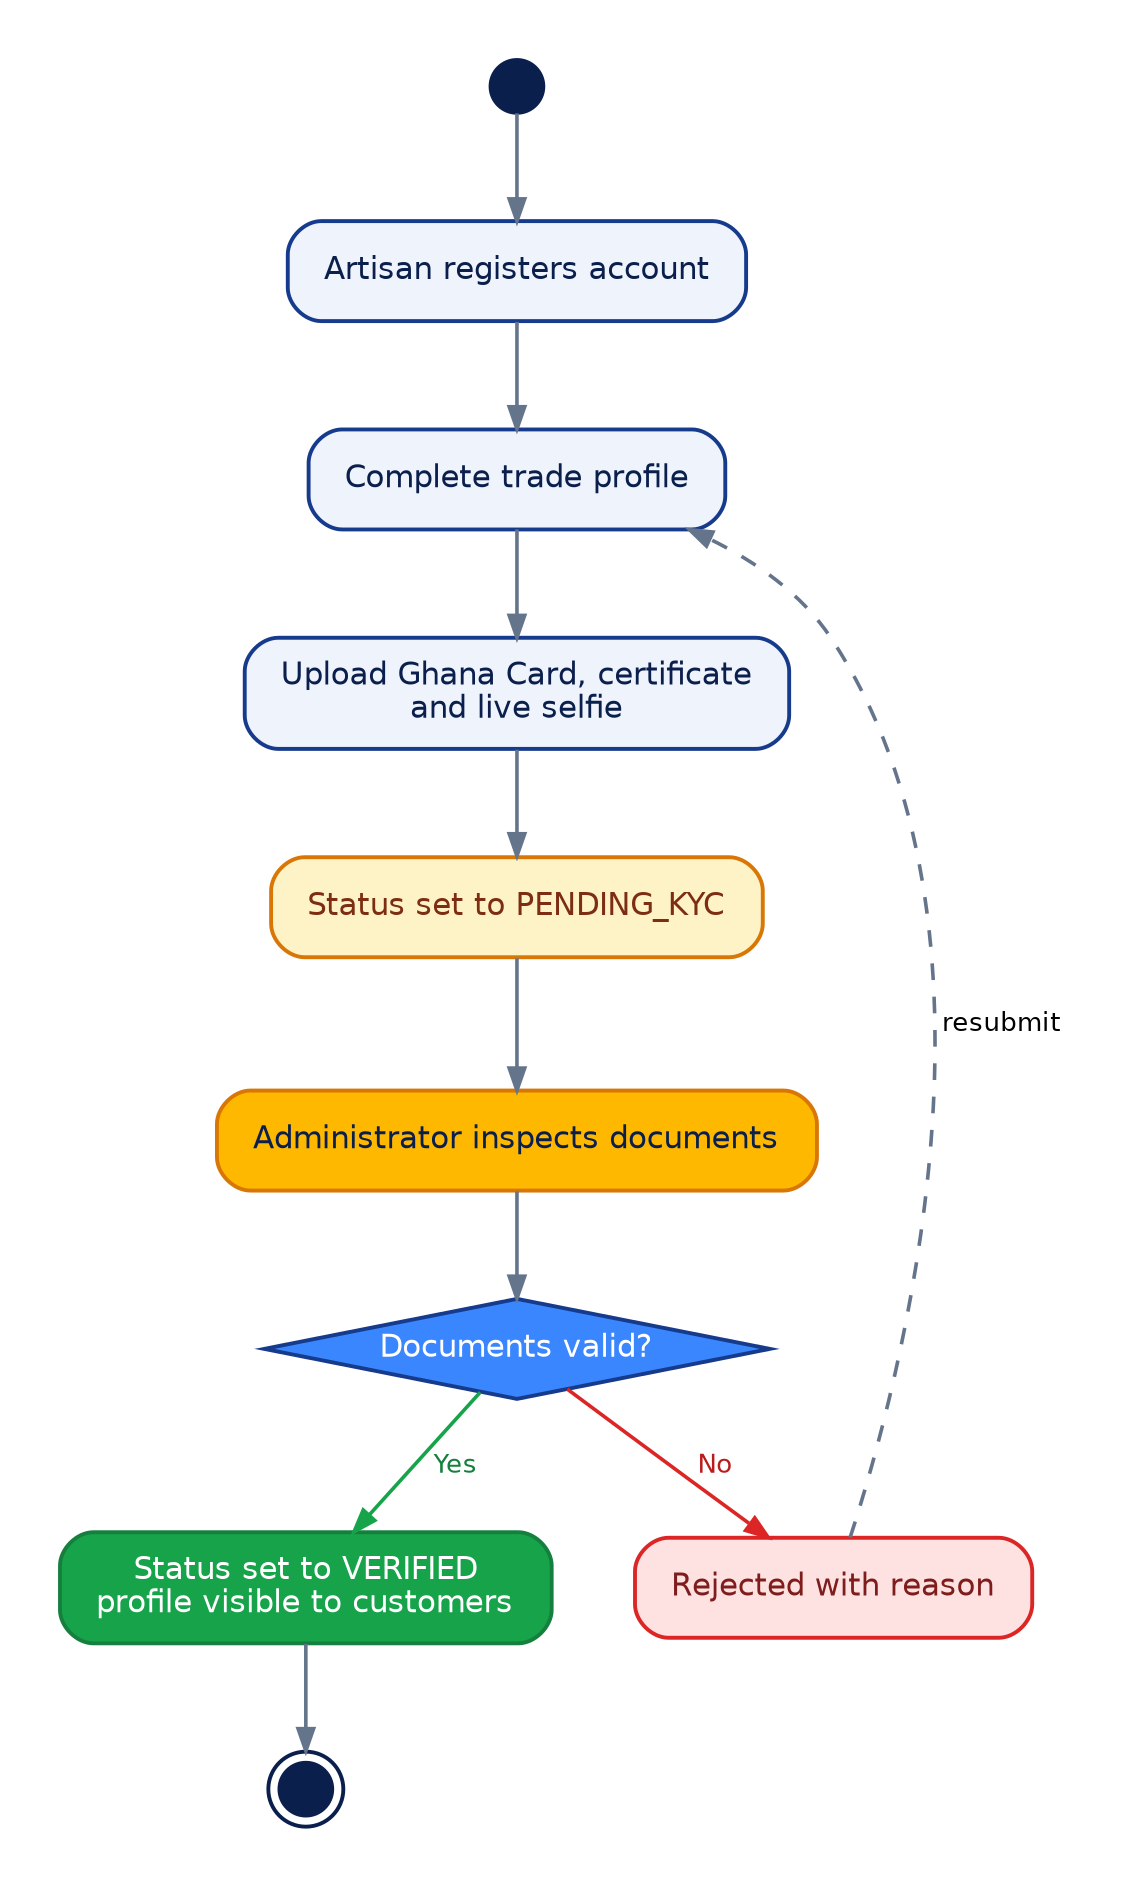 Artisan registers account
Complete trade profile
Upload Ghana Card, certificate
and live selfie
Status set to PENDING_KYC
resubmit
Administrator inspects documents
Documents valid?
Yes
No
Status set to VERIFIED
profile visible to customers
Rejected with reason